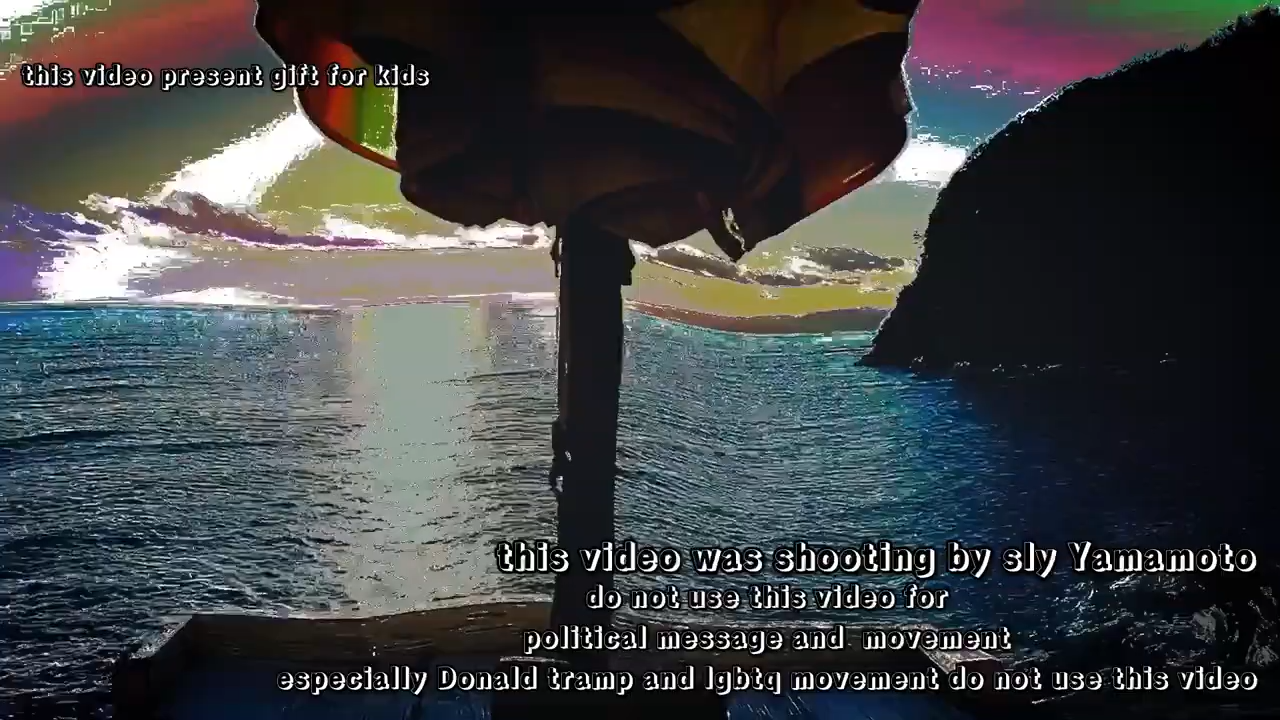 this video present gift for kids
this video was shooting by sly Yamamoto
do not use this video for
political message and movement
especially Donald tramp and lgbtq movement do not use this video